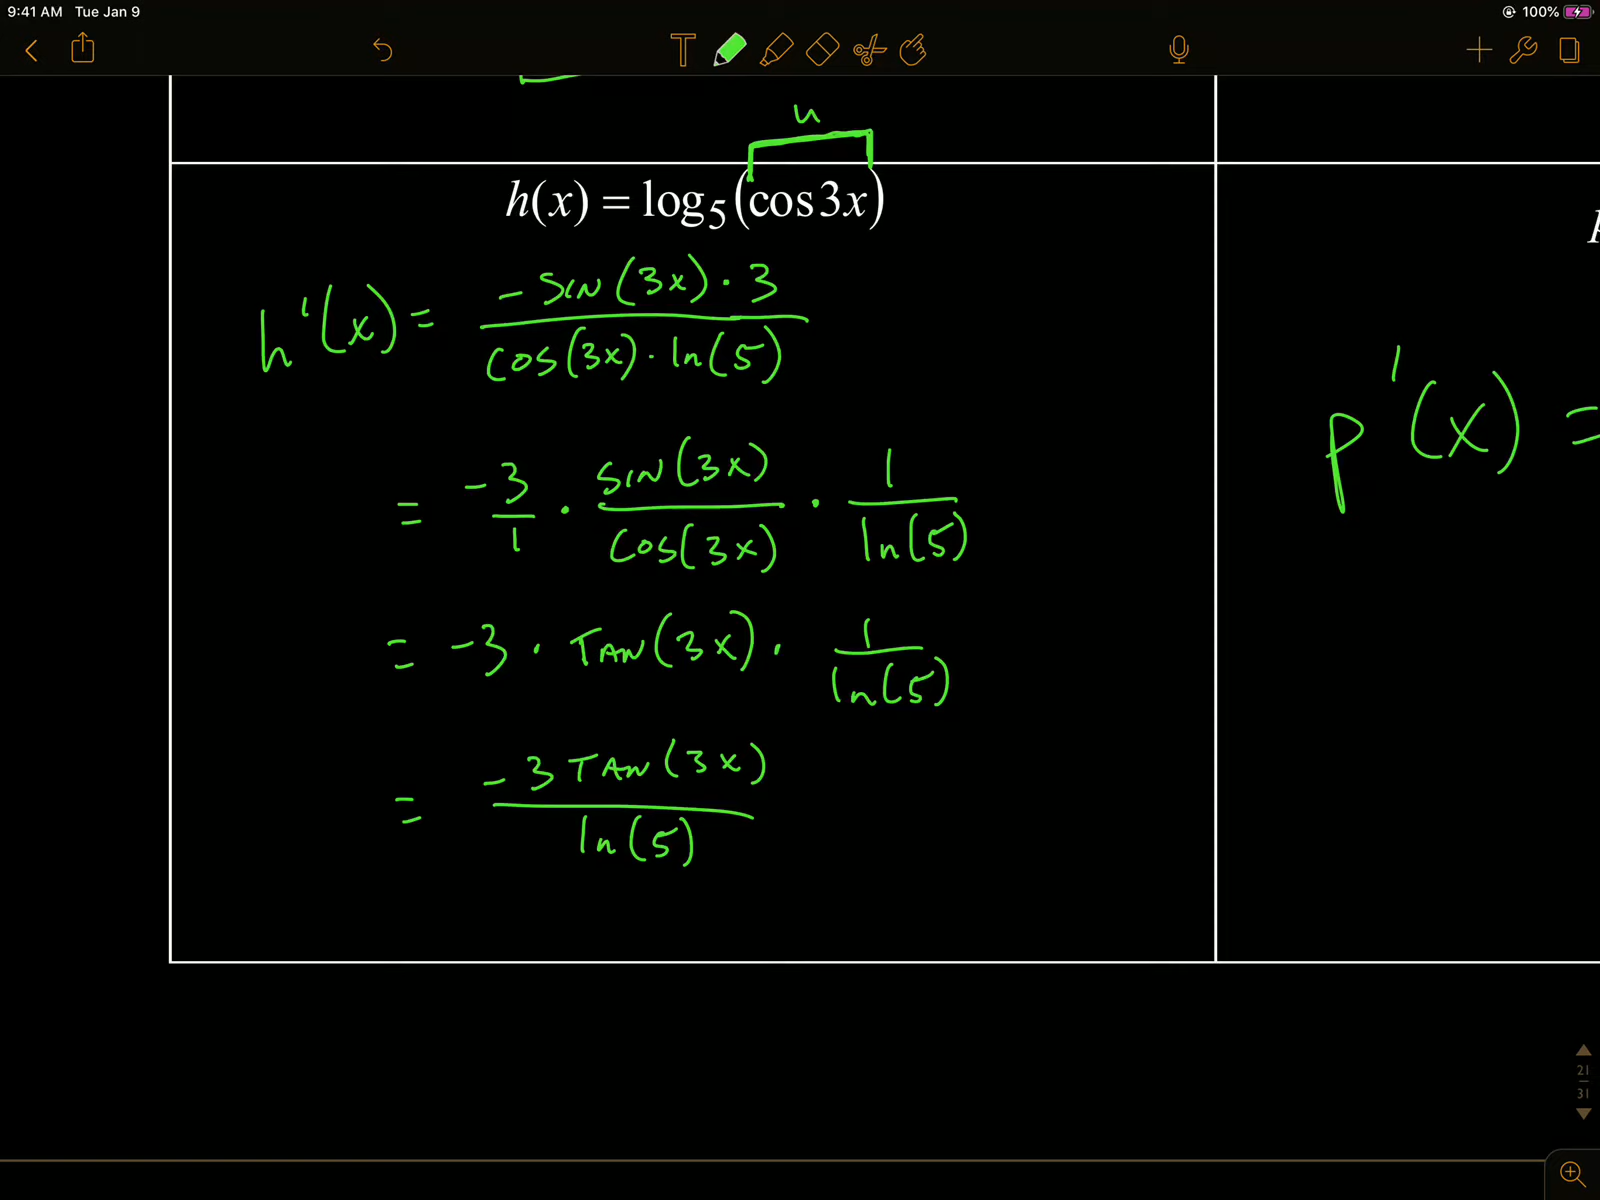 9:41 AM Tue Jan 9
100%
T
u
h(x) = log₅(cos3x)
h'(x) = (-SIN(3x) · 3)/(cos(3x) · ln(5))
= -3/1 · SIN(3x)/cos(3x) · 1/ln(5)
= -3 · TAN(3x) · 1/ln(5)
= -3 TAN(3x)/ln(5)
p'(x) =
21
31